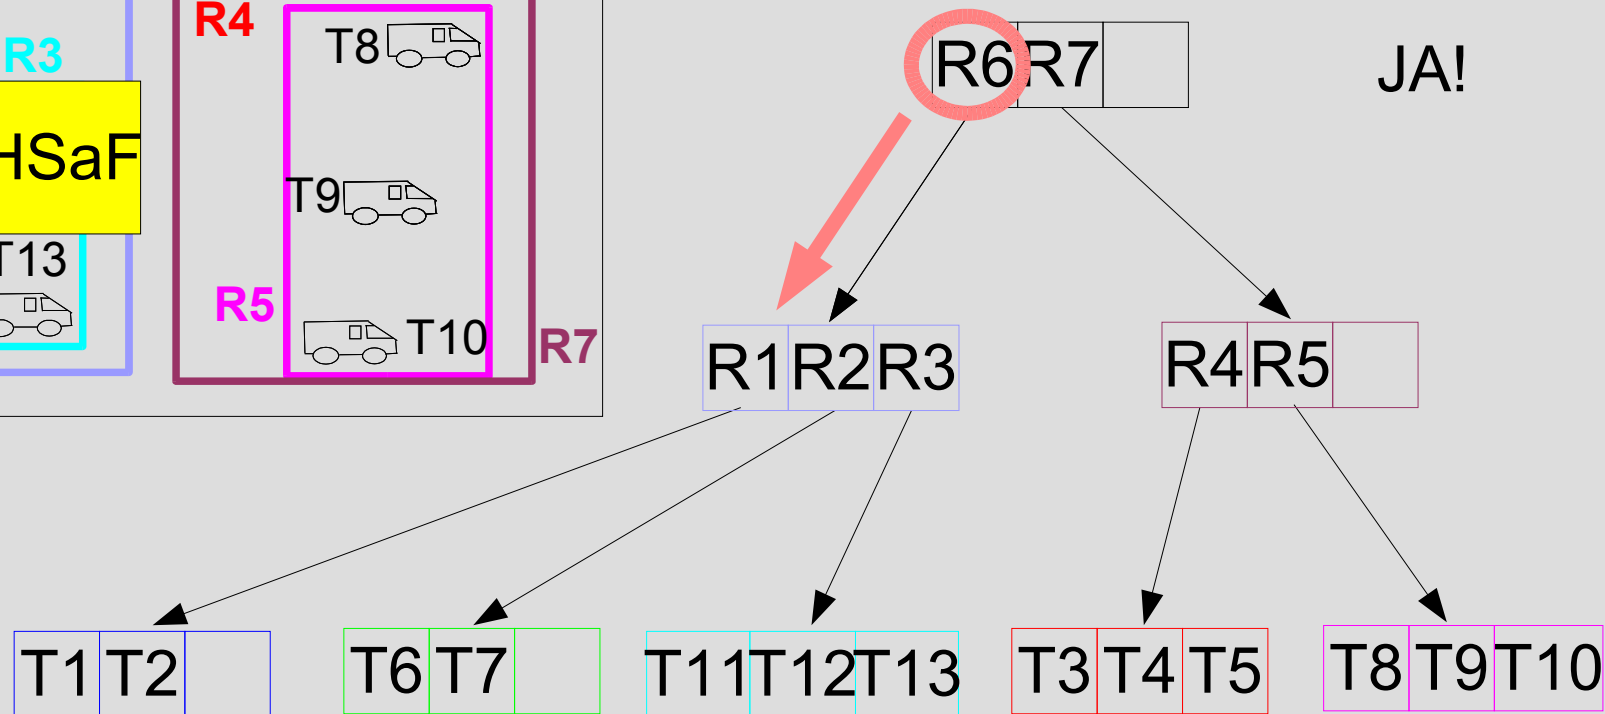 R4
T8
R3
HSaF
T9
T13
R5
T10
R7
R6 R7
JA!
R1 R2 R3
R4 R5
T1 T2
T6 T7
T11 T12 T13
T3 T4 T5
T8 T9 T10